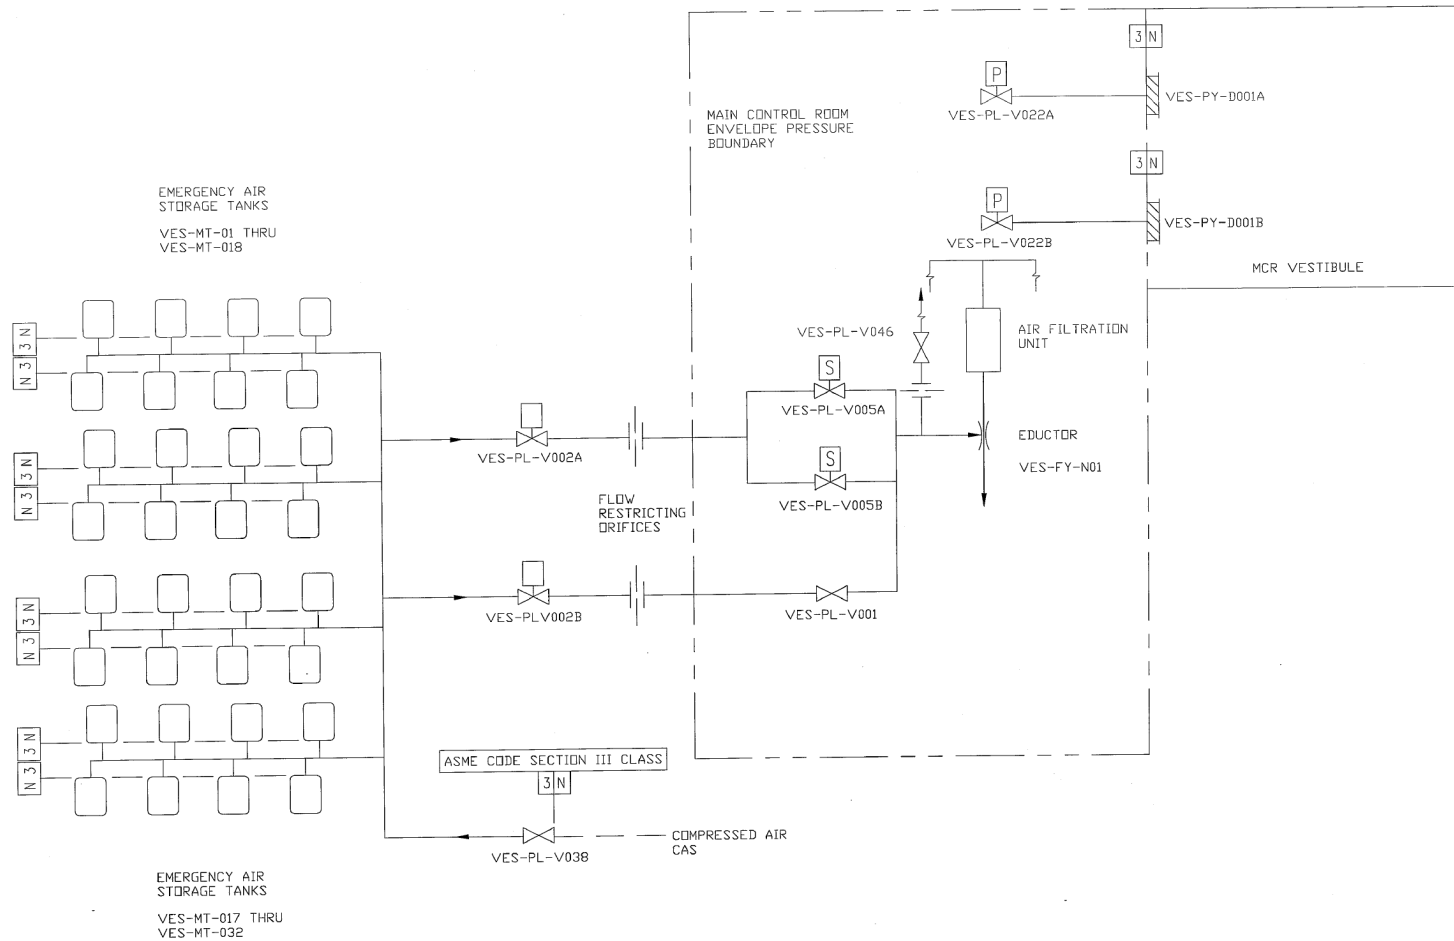 3 N
P
VES-PL-V022A
VES-PY-D001A
MAIN CONTROL ROOM
ENVELOPE PRESSURE
BOUNDARY
3 N
P
VES-PL-V022B
VES-PY-D001B
MCR VESTIBULE
EMERGENCY AIR
STORAGE TANKS
VES-MT-01 THRU
VES-MT-018
3 N
N 3
VES-PL-V046
AIR FILTRATION
UNIT
S
VES-PL-V005A
3 N
N 3
VES-PL-V002A
EDUCTOR
VES-FY-N01
S
VES-PL-V005B
FLOW
RESTRICTING
ORIFICES
3 N
N 3
VES-PLV002B
VES-PL-V001
3 N
N 3
ASME CODE SECTION III CLASS
3 N
VES-PL-V038
COMPRESSED AIR
CAS
EMERGENCY AIR
STORAGE TANKS
VES-MT-017 THRU
VES-MT-032